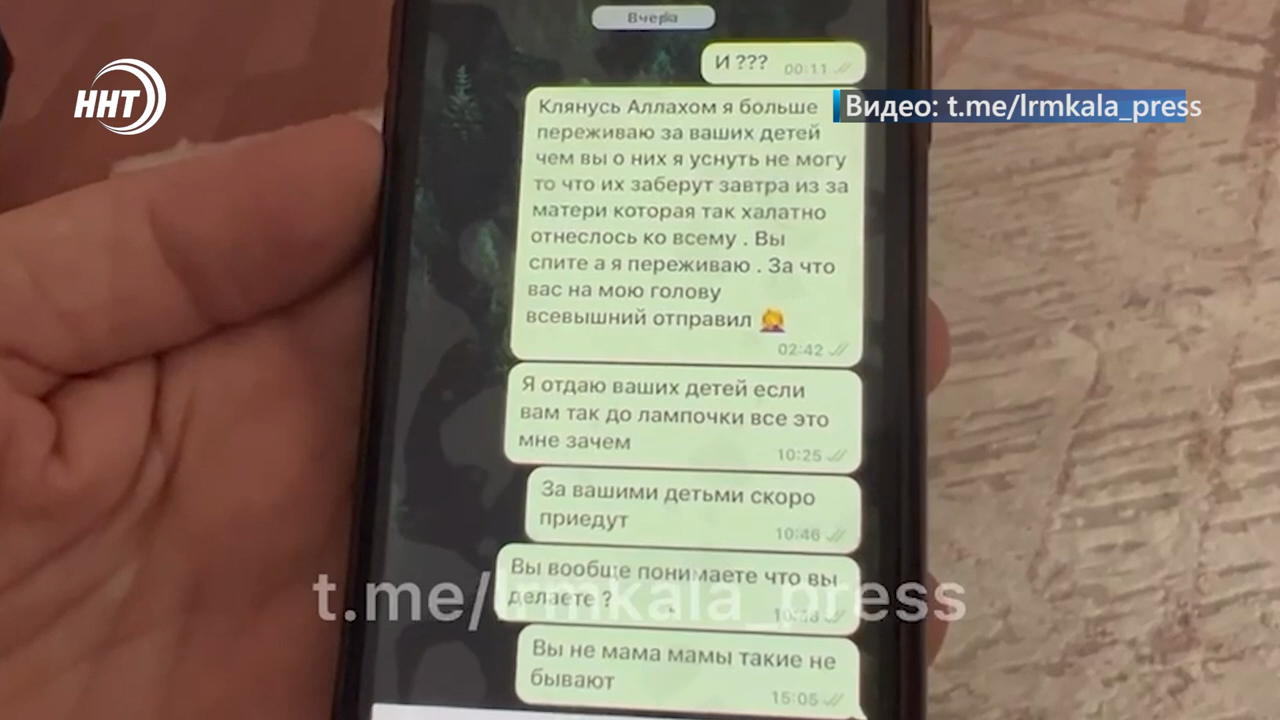 Вчера
ННТ
И ???
00:11
Видео: t.me/lrmkala_press
Клянусь Аллахом я больше
переживаю за ваших детей
чем вы о них я уснуть не могу
то что их заберут завтра из за
матери которая так халатно
отнеслось ко всему . Вы
спите а я переживаю . За что
вас на мою голову
всевышний отправил 🤦
02:42
Я отдаю ваших детей если
вам так до лампочки все это
мне зачем
10:25
За вашими детьми скоро
приедут
10:46
Вы вообще понимаете что вы
делаете ?
10:48
t.me/lrmkala_press
Вы не мама мамы такие не
бывают
15:05